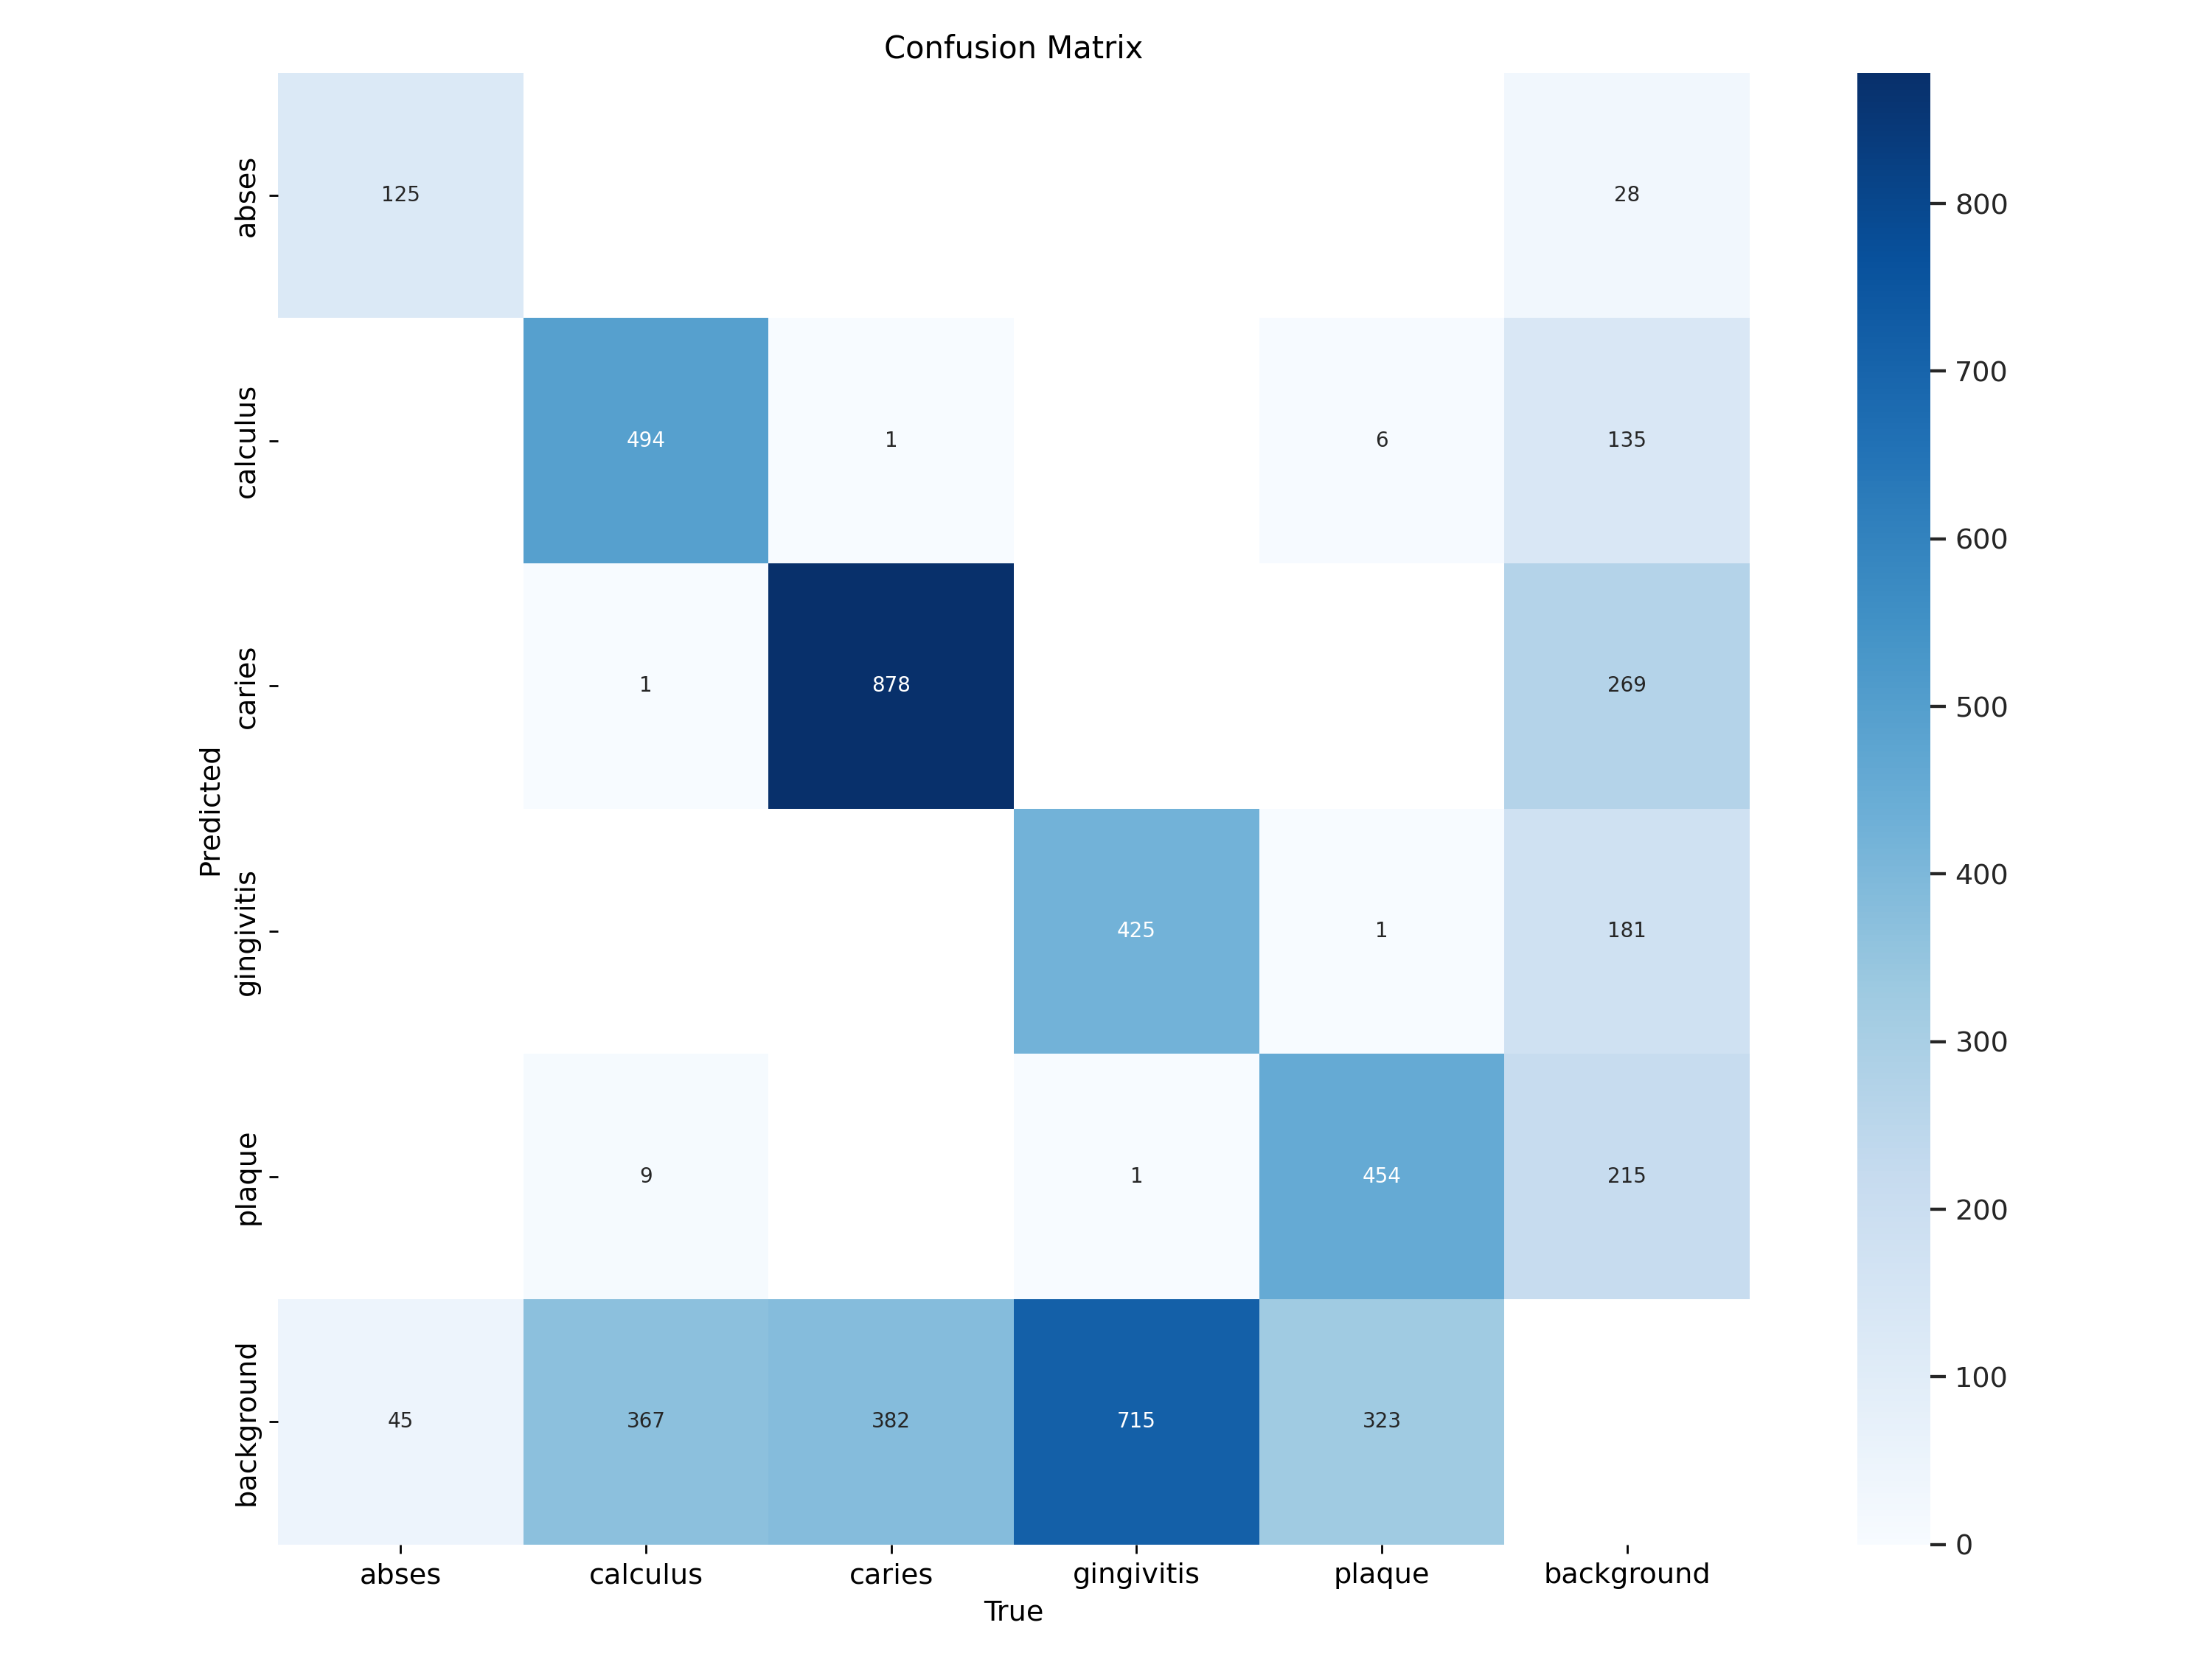 Confusion Matrix
abses
125
28
calculus
494
1
6
135
caries
1
878
269
Predicted
gingivitis
425
1
181
plaque
9
1
454
215
background
45
367
382
715
323
abses
calculus
caries
gingivitis
plaque
background
True
800
700
600
500
400
300
200
100
0